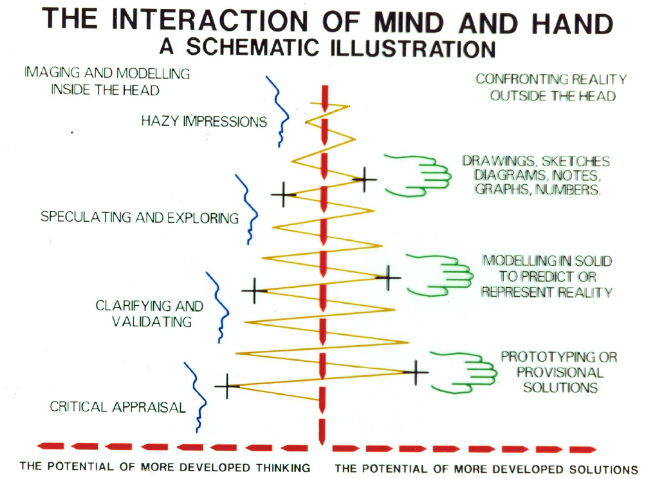 THE INTERACTION OF MIND AND HAND
A SCHEMATIC ILLUSTRATION
IMAGING AND MODELLING
INSIDE THE HEAD
CONFRONTING REALITY
OUTSIDE THE HEAD
HAZY IMPRESSIONS
DRAWINGS, SKETCHES
DIAGRAMS, NOTES,
GRAPHS, NUMBERS.
SPECULATING AND EXPLORING
MODELLING IN SOLID
TO PREDICT OR
REPRESENT REALITY
CLARIFYING AND
VALIDATING
PROTOTYPING OR
PROVISIONAL
SOLUTIONS
CRITICAL APPRAISAL
THE POTENTIAL OF MORE DEVELOPED THINKING
THE POTENTIAL OF MORE DEVELOPED SOLUTIONS